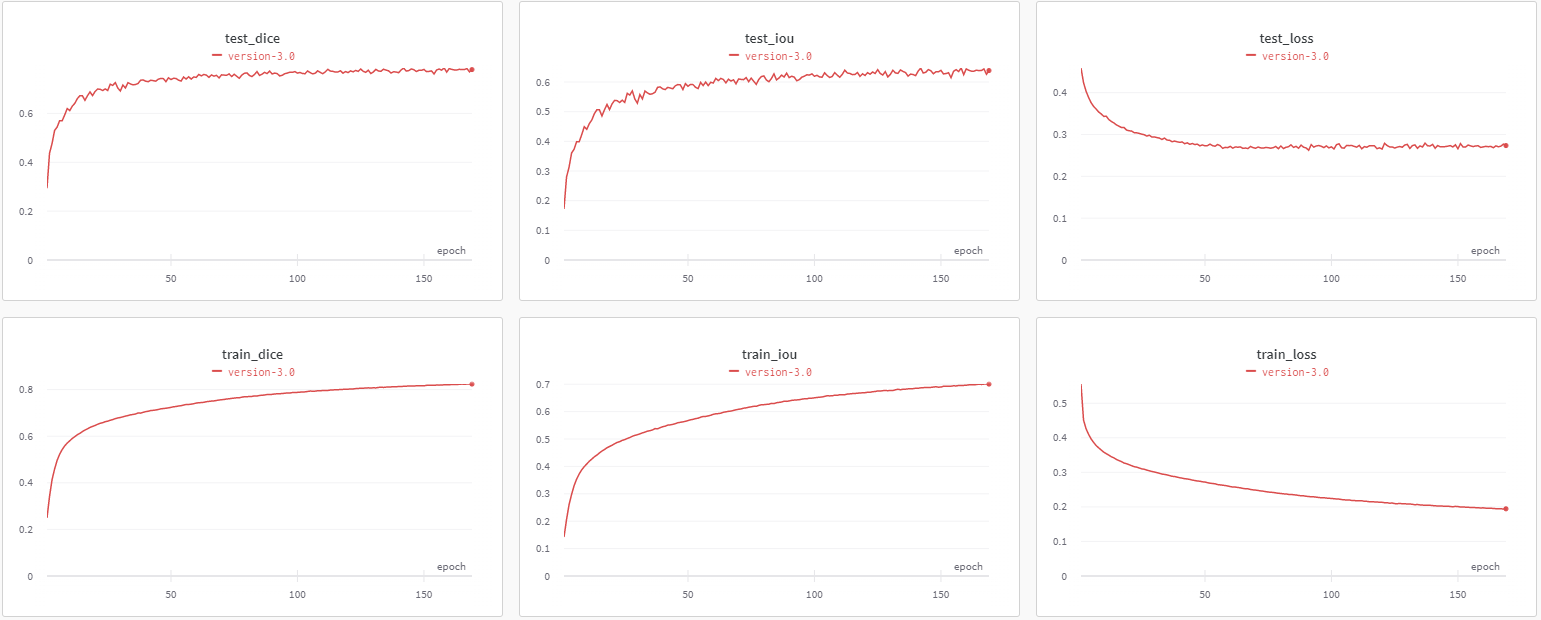 test_dice
version-3.0
0.6
0.4
0.2
0
epoch
50 100 150
test_iou
version-3.0
0.6
0.5
0.4
0.3
0.2
0.1
0
epoch
50 100 150
test_loss
version-3.0
0.4
0.3
0.2
0.1
0
epoch
50 100 150
train_dice
version-3.0
0.8
0.6
0.4
0.2
0
epoch
50 100 150
train_iou
version-3.0
0.7
0.6
0.5
0.4
0.3
0.2
0.1
0
epoch
50 100 150
train_loss
version-3.0
0.5
0.4
0.3
0.2
0.1
0
epoch
50 100 150